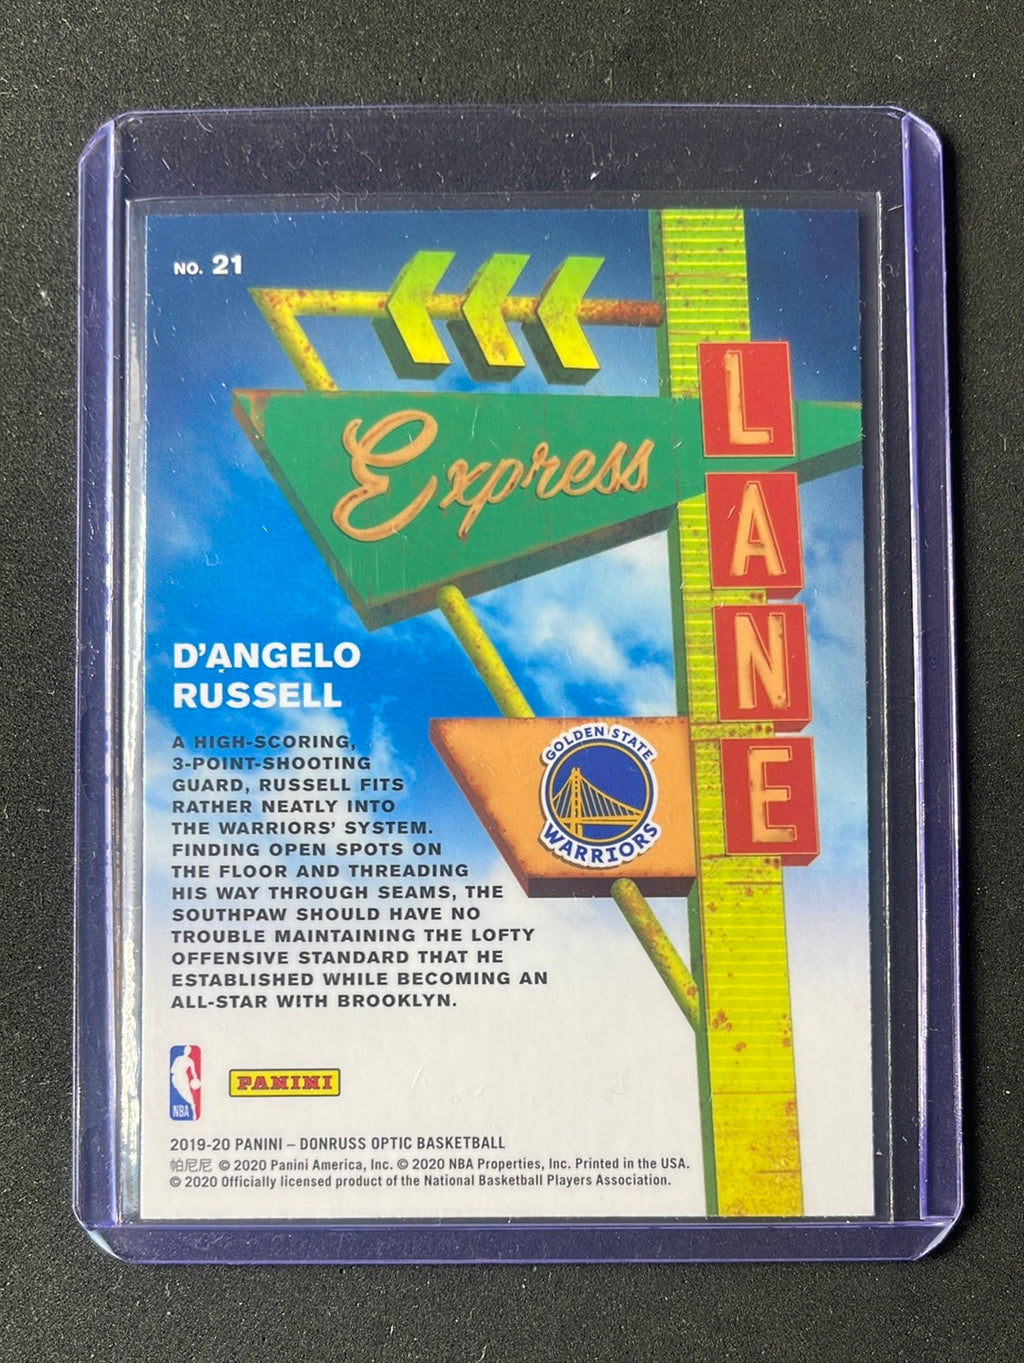 NO. 21
Express
LANE
D'ANGELO
RUSSELL
A HIGH-SCORING,
3-POINT-SHOOTING
GUARD, RUSSELL FITS
RATHER NEATLY INTO
THE WARRIORS' SYSTEM.
FINDING OPEN SPOTS ON
THE FLOOR AND THREADING
HIS WAY THROUGH SEAMS, THE
SOUTHPAW SHOULD HAVE NO
TROUBLE MAINTAINING THE LOFTY
OFFENSIVE STANDARD THAT HE
ESTABLISHED WHILE BECOMING AN
ALL-STAR WITH BROOKLYN.
GOLDEN STATE
WARRIORS
NBA
PANINI
2019-20 PANINI – DONRUSS OPTIC BASKETBALL
帕尼尼 © 2020 Panini America, Inc. © 2020 NBA Properties, Inc. Printed in the USA.
© 2020 Officially licensed product of the National Basketball Players Association.